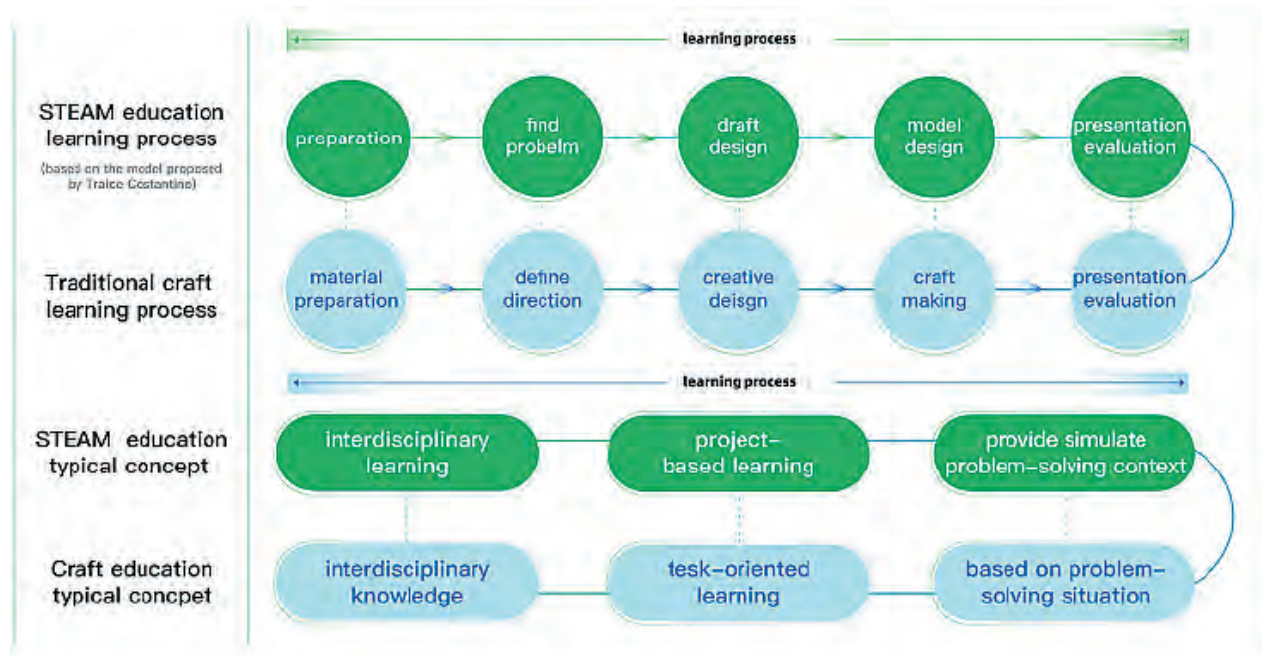 learning process
STEAM education
learning process
(based on the model proposed
by Traice Costantino)
preparation
find
probelm
draft
design
model
design
presentation
evaluation
Traditional craft
learning process
material
preparation
define
direction
creative
deisgn
craft
making
presentation
evaluation
learning process
STEAM education
typical concept
interdisciplinary
learning
project-
based learning
provide simulate
problem-solving context
Craft education
typical concpet
interdisciplinary
knowledge
tesk-oriented
learning
based on problem-
solving situation